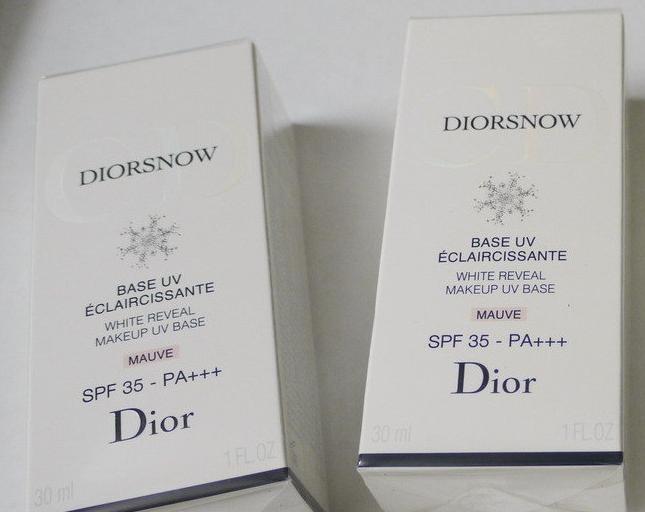 DIORSNOW
BASE UV
ÉCLAIRCISSANTE
WHITE REVEAL
MAKEUP UV BASE
MAUVE
SPF 35 - PA+++
Dior
30 ml
1 FL.OZ
DIORSNOW
BASE UV
ÉCLAIRCISSANTE
WHITE REVEAL
MAKEUP UV BASE
MAUVE
SPF 35 - PA+++
Dior
30 ml
1 FL.OZ